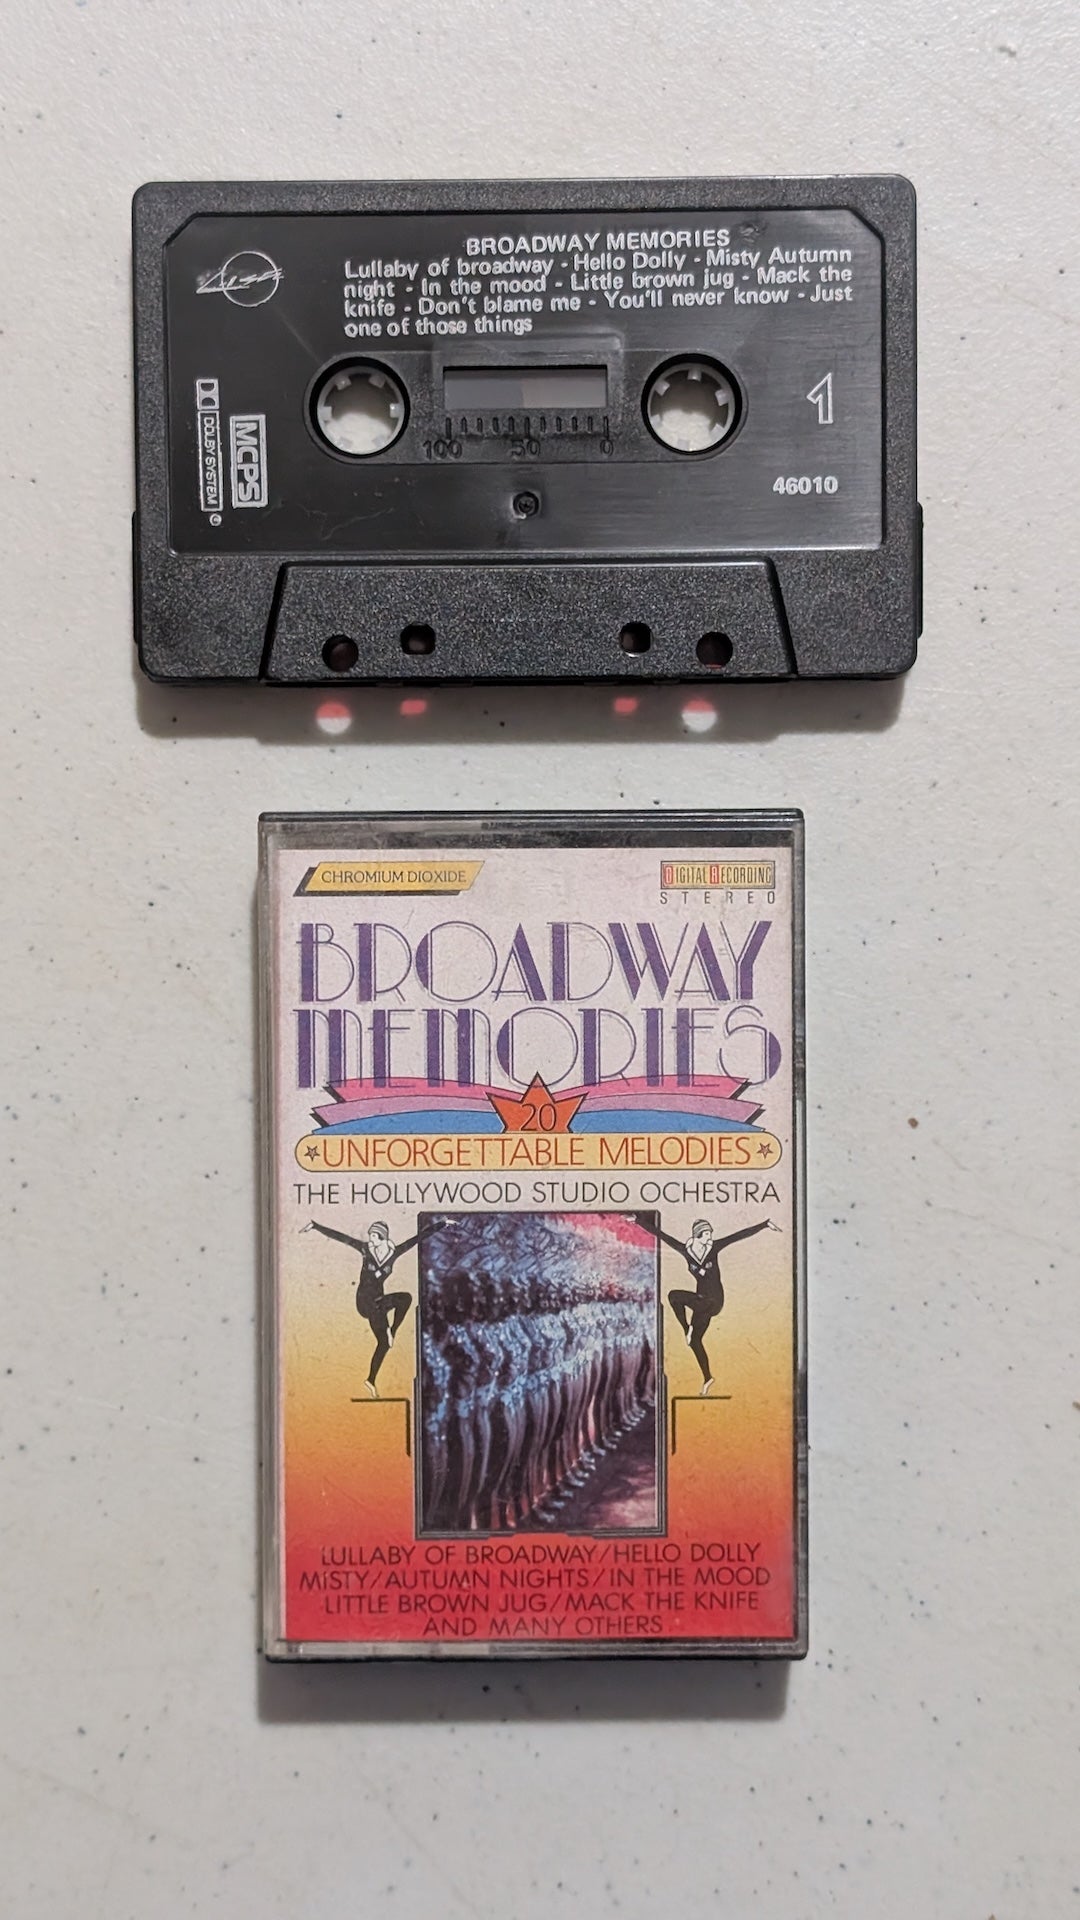 BROADWAY MEMORIES
Lullaby of broadway - Hello Dolly - Misty Autumn
night - In the mood - Little brown jug - Mack the
knife - Don't blame me - You'll never know - Just
one of those things
DOLBY SYSTEM
MCPS
100 50 0
1
46010
CHROMIUM DIOXIDE
DIGITAL RECORDING
STEREO
BROADWAY
MEMORIES
20
UNFORGETTABLE MELODIES
THE HOLLYWOOD STUDIO OCHESTRA
LULLABY OF BROADWAY/HELLO DOLLY
MISTY/AUTUMN NIGHTS/IN THE MOOD
LITTLE BROWN JUG/MACK THE KNIFE
AND MANY OTHERS